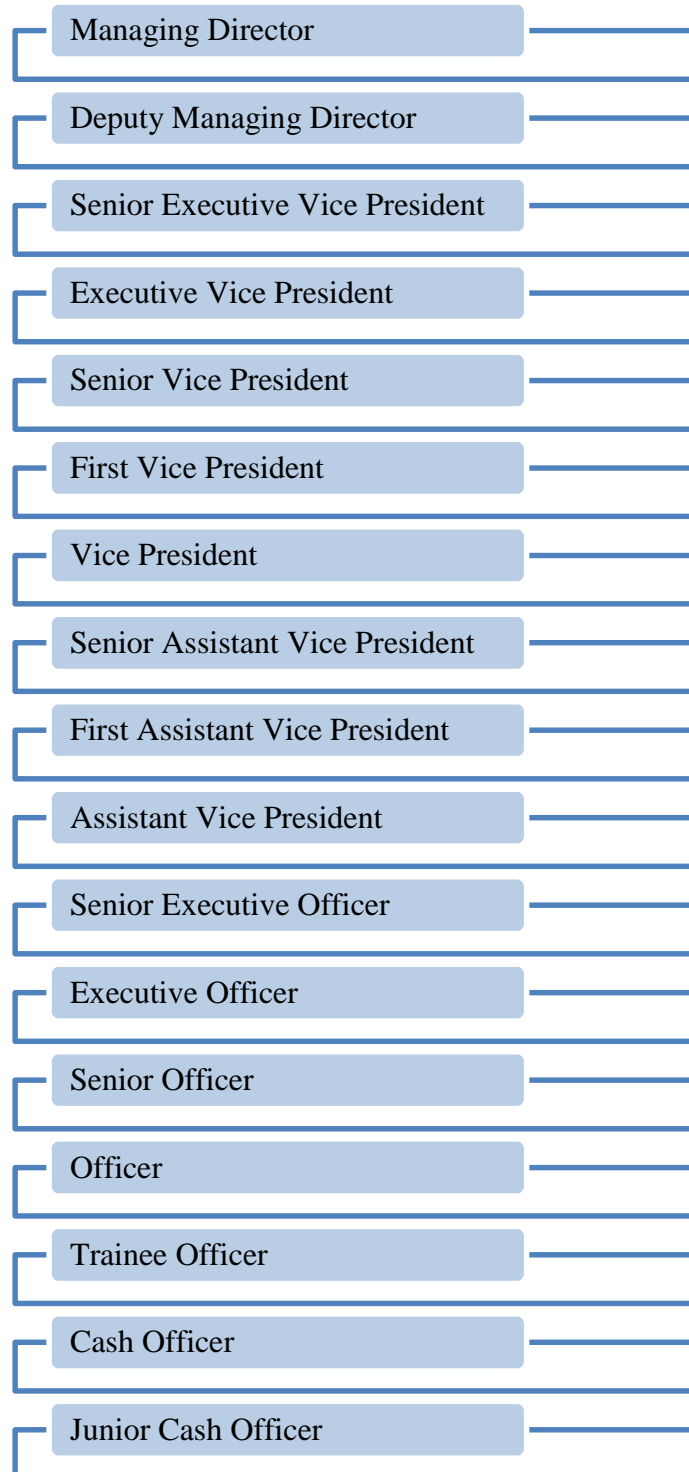 Managing Director
Deputy Managing Director
Senior Executive Vice President
Executive Vice President
Senior Vice President
First Vice President
Vice President
Senior Assistant Vice President
First Assistant Vice President
Assistant Vice President
Senior Executive Officer
Executive Officer
Senior Officer
Officer
Trainee Officer
Cash Officer
Junior Cash Officer